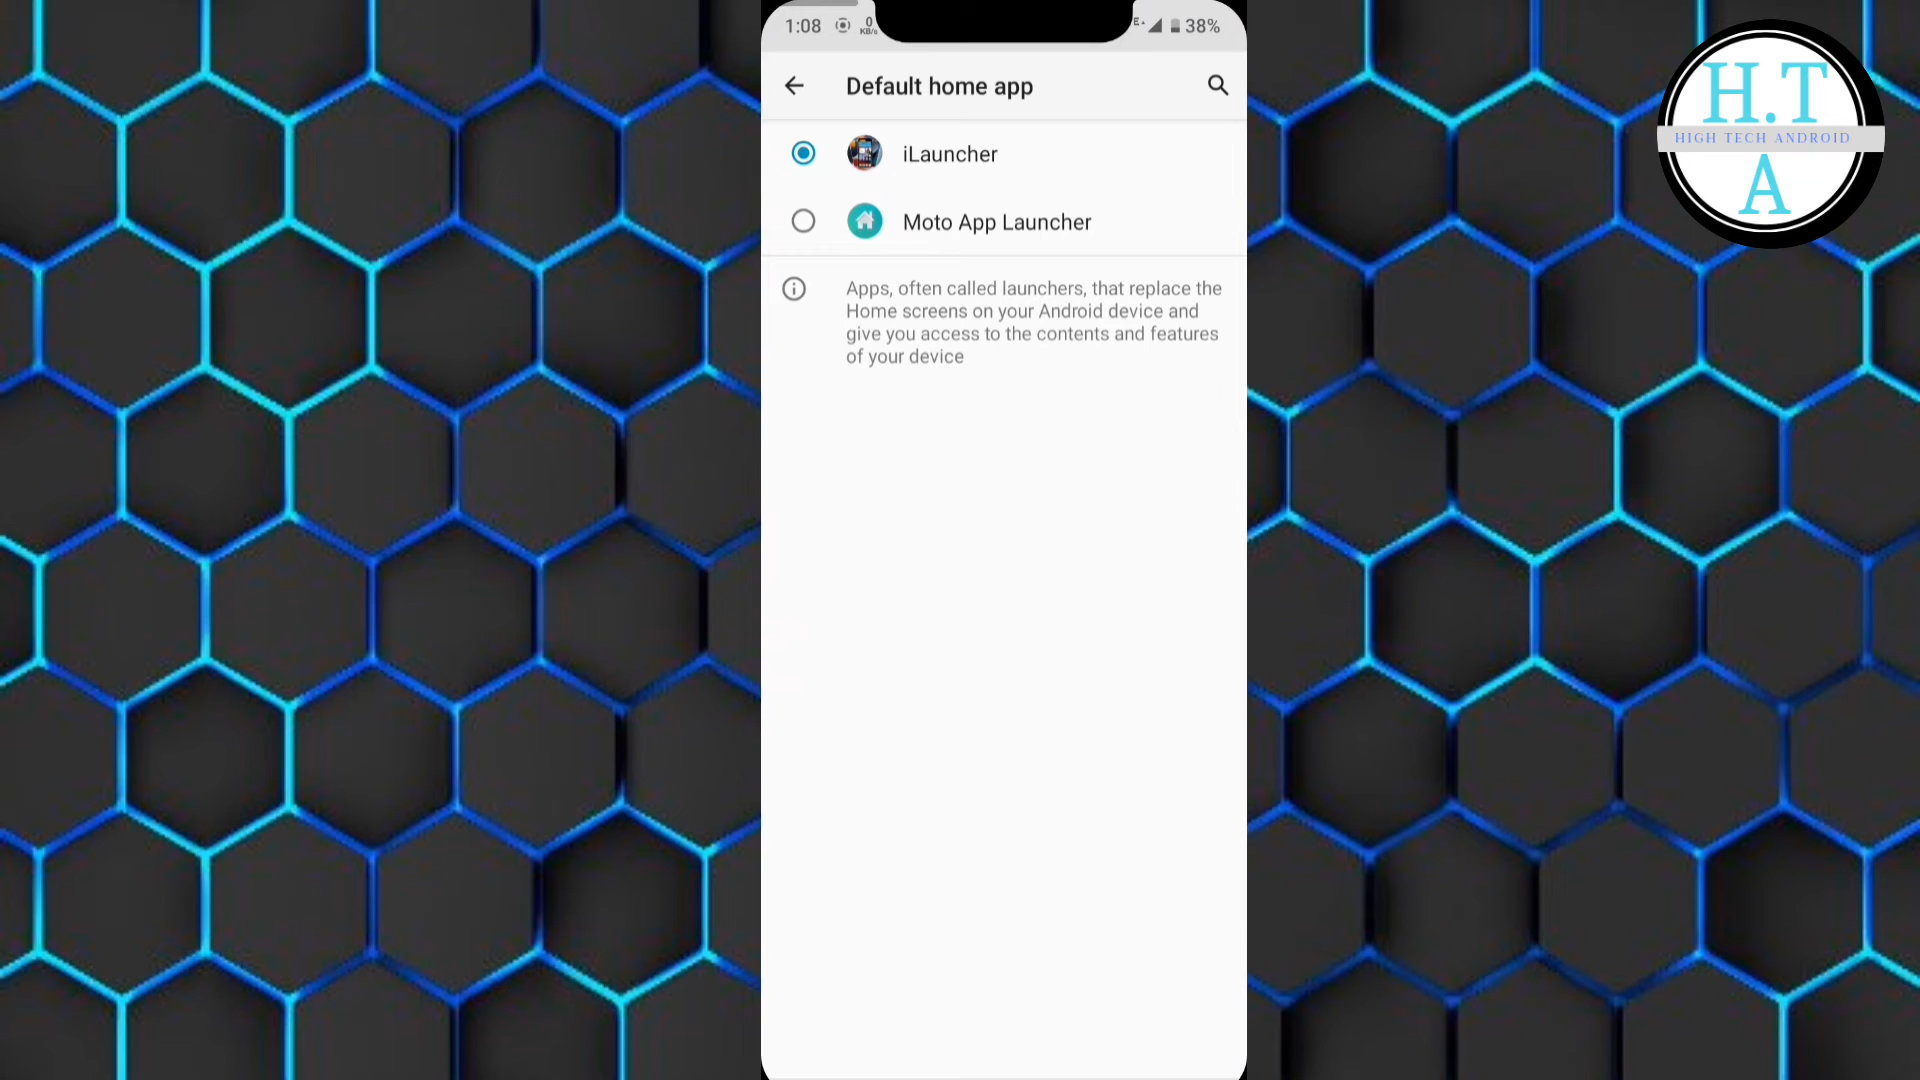 1:08 0 KB/s E 38%
Default home app
iLauncher
Moto App Launcher
Apps, often called launchers, that replace the
Home screens on your Android device and
give you access to the contents and features
of your device
H.T
HIGH TECH ANDROID
A